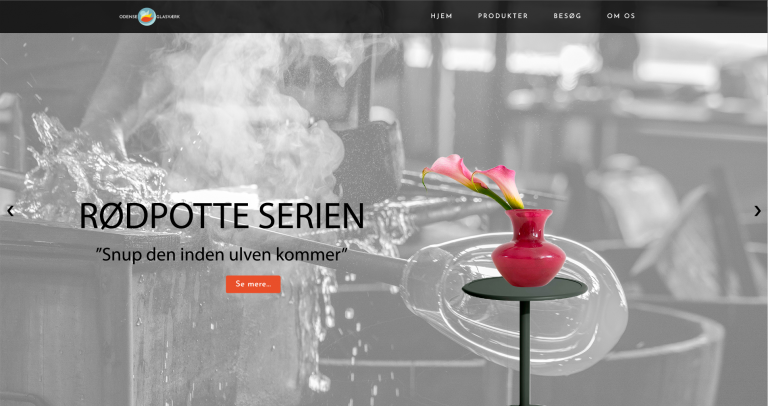 ODENSE GLASVÆRK
HJEM PRODUKTER BESØG OM OS
RØDPOTTE SERIEN
”Snup den inden ulven kommer”
Se mere...